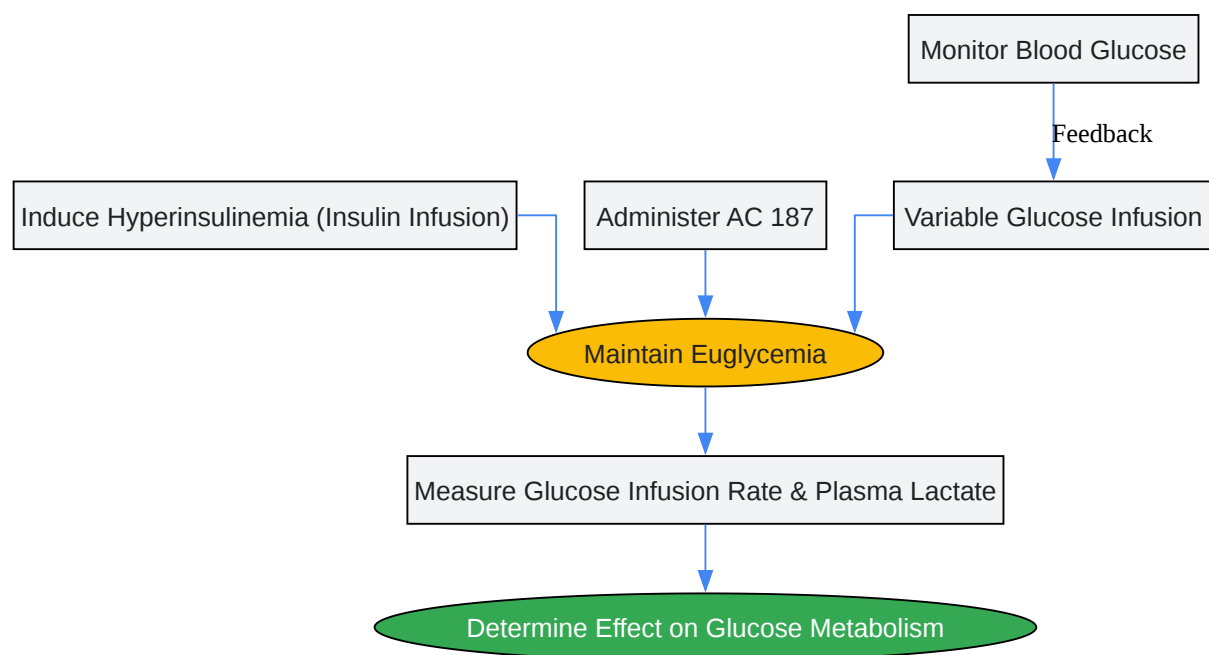 Monitor Blood Glucose
Feedback
Induce Hyperinsulinemia (Insulin Infusion)
Administer AC 187
Variable Glucose Infusion
Maintain Euglycemia
Measure Glucose Infusion Rate & Plasma Lactate
Determine Effect on Glucose Metabolism